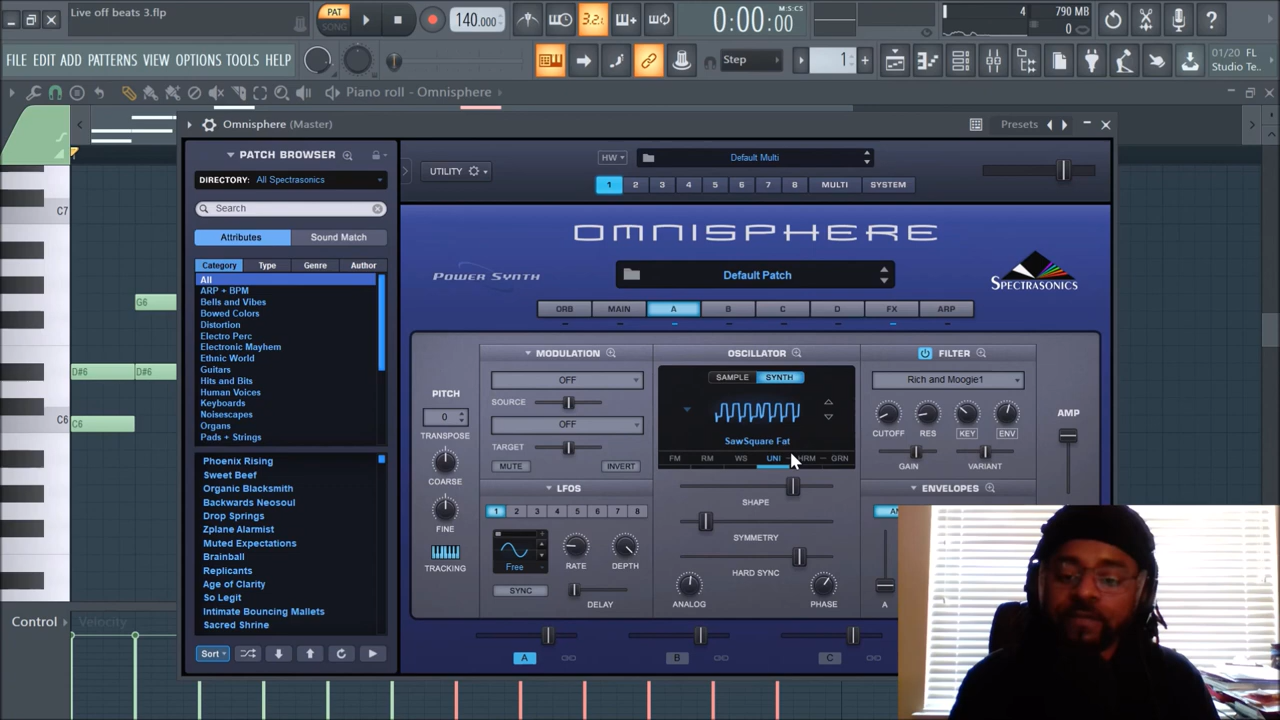 Live off beats 3.flp
PAT
SONG
140.000
3.2.
0:00:00
M:S:CS
4
790 MB
0
FILE EDIT ADD PATTERNS VIEW OPTIONS TOOLS HELP
Step
1
01/20 FL
Studio Te..
Piano roll - Omnisphere
Omnisphere (Master)
Presets
PATCH BROWSER
DIRECTORY: All Spectrasonics
Search
Attributes
Sound Match
Category
Type
Genre
Author
All
ARP + BPM
Bells and Vibes
Bowed Colors
Distortion
Electro Perc
Electronic Mayhem
Ethnic World
Guitars
Hits and Bits
Human Voices
Keyboards
Noisescapes
Organs
Pads + Strings
Phoenix Rising
Sweet Beef
Organic Blacksmith
Backwards Neosoul
Drop Springs
Zplane Alarmist
Muted Expectations
Brainball
Replicants
Age of Clarity
So Legit
Intimate Bouncing Mallets
Sacred Shrine
Sort
UTILITY
HW
Default Multi
1 2 3 4 5 6 7 8 MULTI SYSTEM
OMNISPHERE
POWER SYNTH
Default Patch
SPECTRASONICS
ORB
MAIN
A
B
C
D
FX
ARP
PITCH
0
TRANSPOSE
COARSE
FINE
TRACKING
MODULATION
OFF
SOURCE
OFF
TARGET
MUTE
INVERT
LFOS
1 2 3 4 5 6 7 8
Free
RATE
DEPTH
SYNC
DELAY
OSCILLATOR
SAMPLE
SYNTH
SawSquare Fat
FM RM WS UNI HRM GRN
SHAPE
SYMMETRY
HARD SYNC
ANALOG
PHASE
FILTER
Rich and Moogie1
CUTOFF
RES
KEY
ENV
GAIN
VARIANT
AMP
ENVELOPES
A
A
B
C
C7
G6
D#6
D#6
C6
C6
Control
Velocity